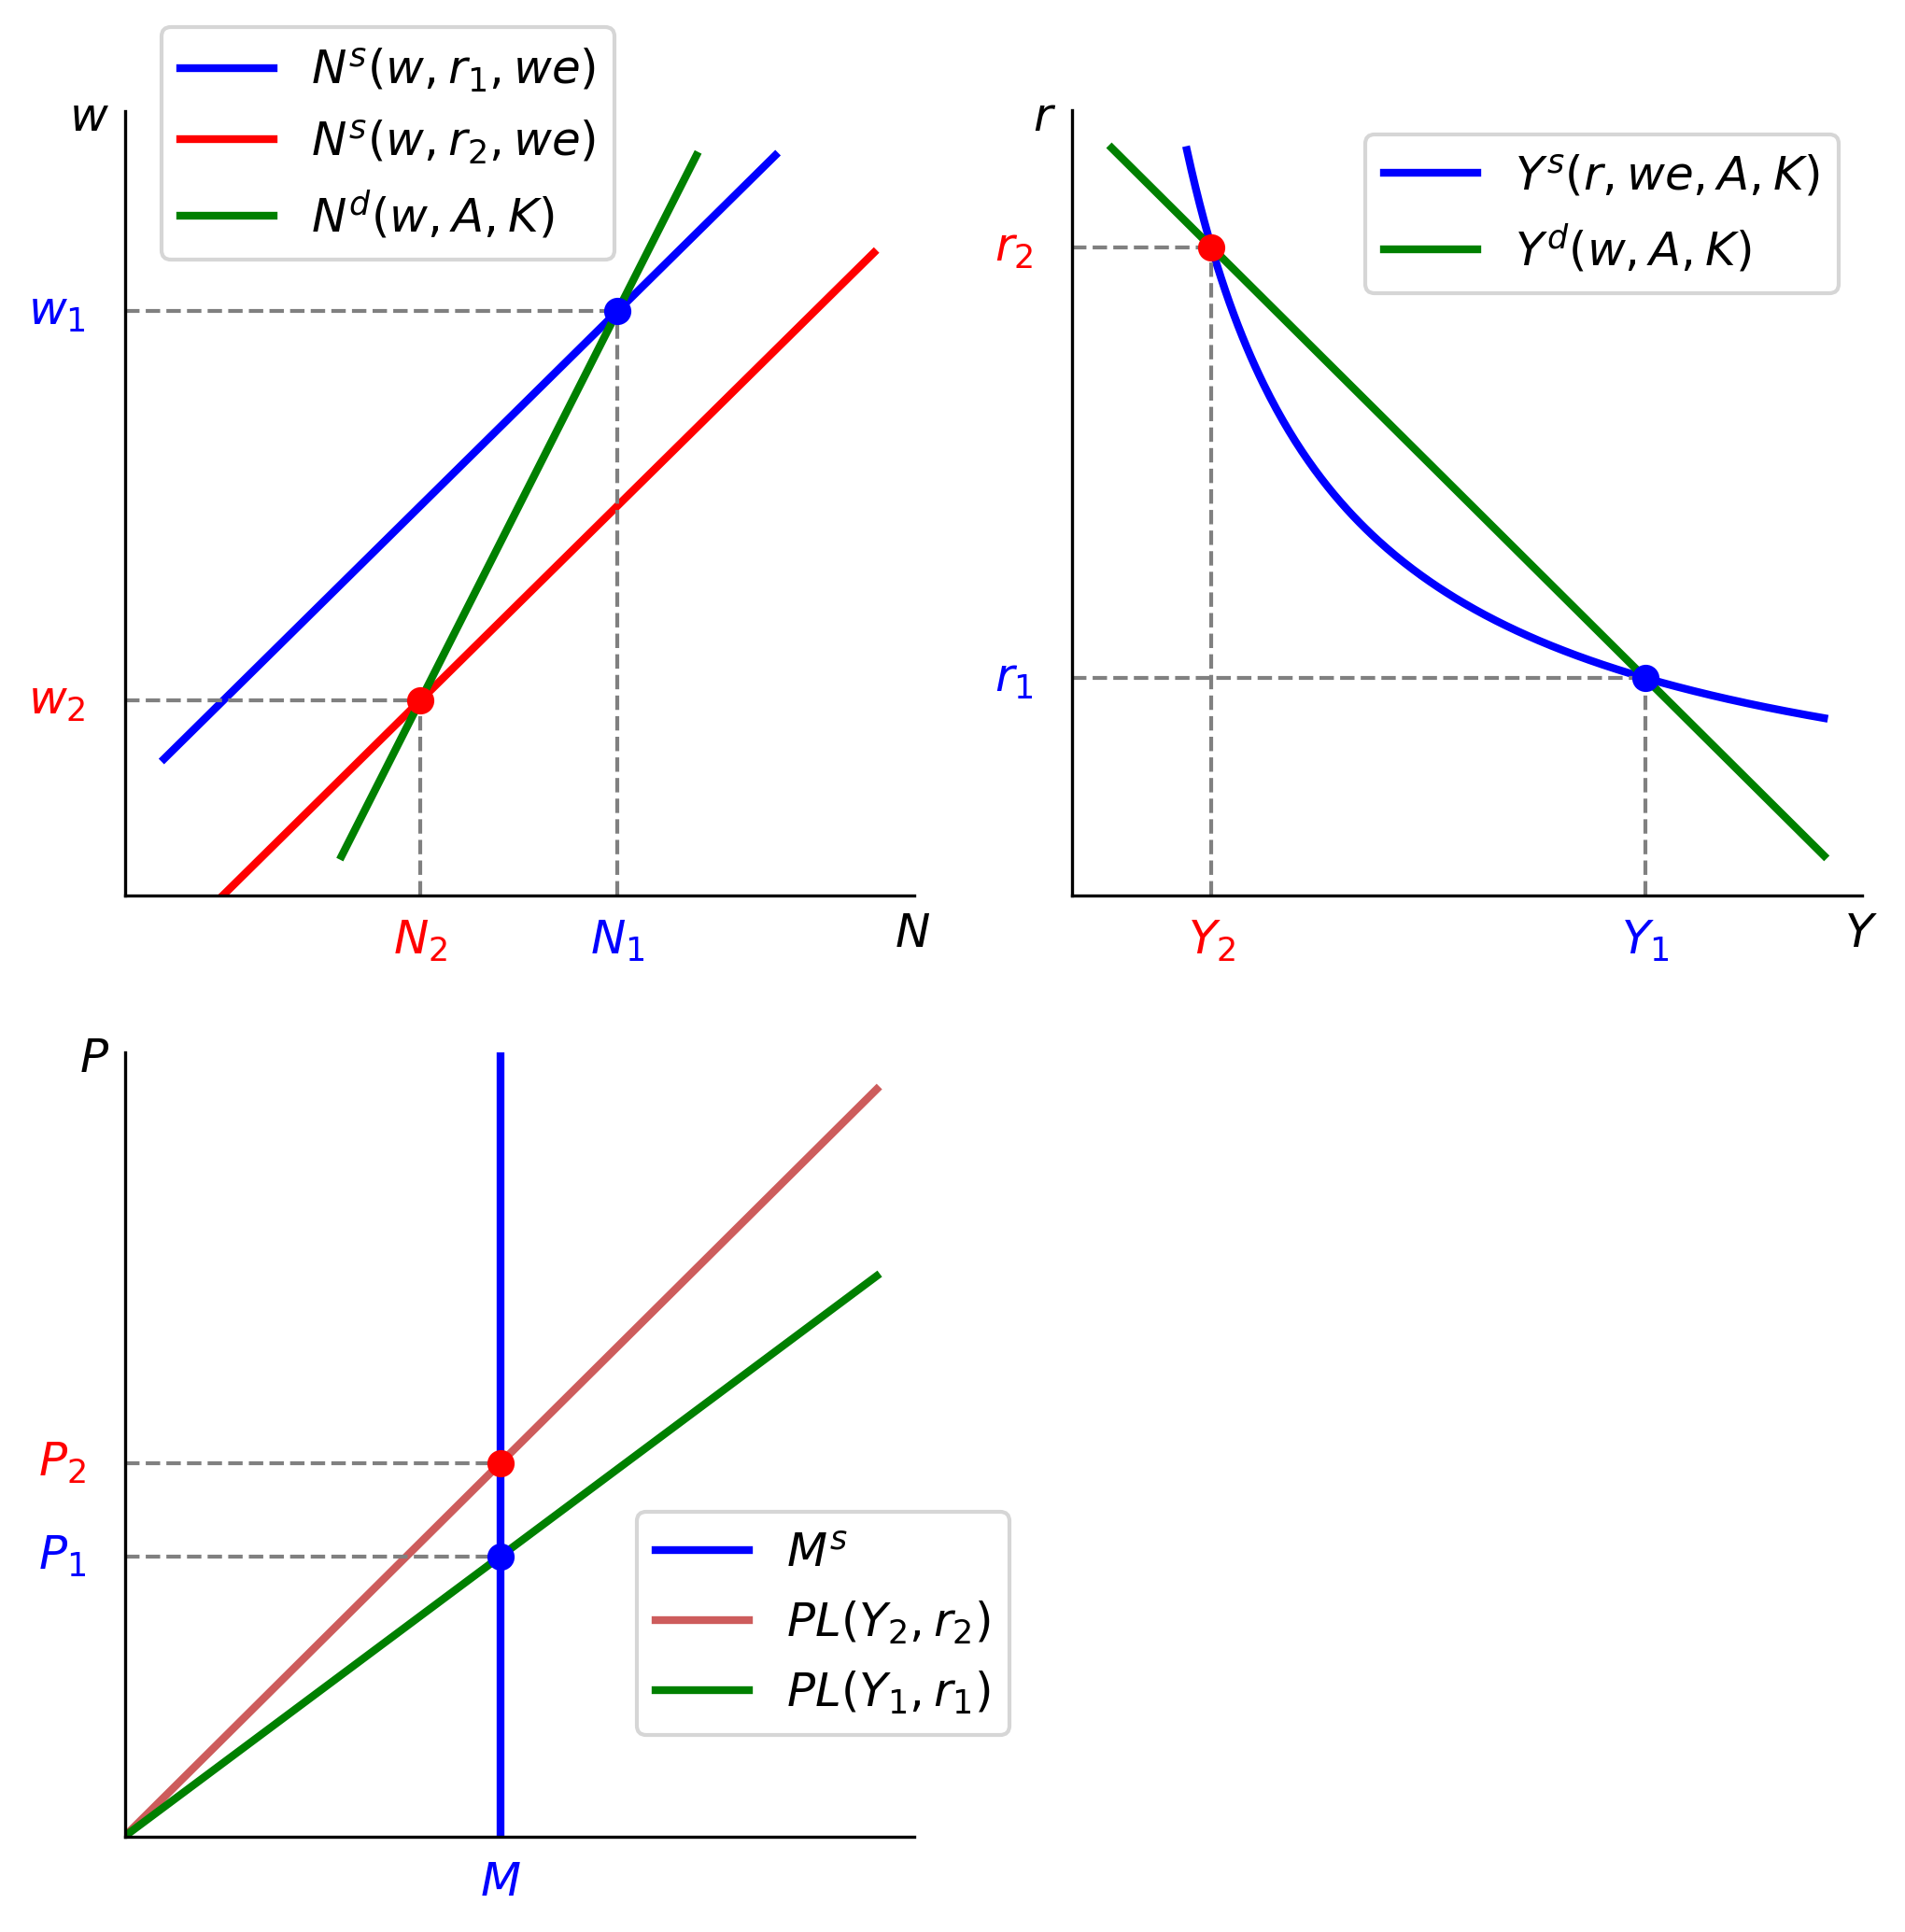 w
N^s(w, r_1, we)
N^s(w, r_2, we)
N^d(w, A, K)
w_1
w_2
N_2
N_1
N
r
Y^s(r, we, A, K)
Y^d(w, A, K)
r_2
r_1
Y_2
Y_1
Y
P
P_2
P_1
M^s
PL(Y_2, r_2)
PL(Y_1, r_1)
M